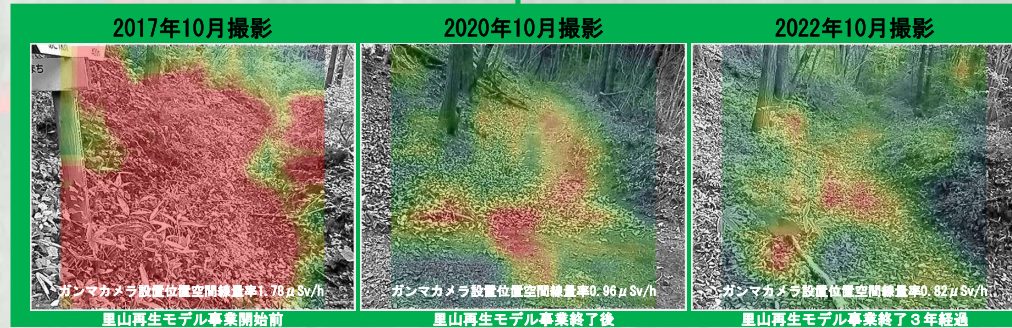 2017年10月撮影
2020年10月撮影
2022年10月撮影
ガンマカメラ設置位置空間線量率1.78μSv/h
ガンマカメラ設置位置空間線量率0.96μSv/h
ガンマカメラ設置位置空間線量率0.82μSv/h
里山再生モデル事業開始前
里山再生モデル事業終了後
里山再生モデル事業終了３年経過